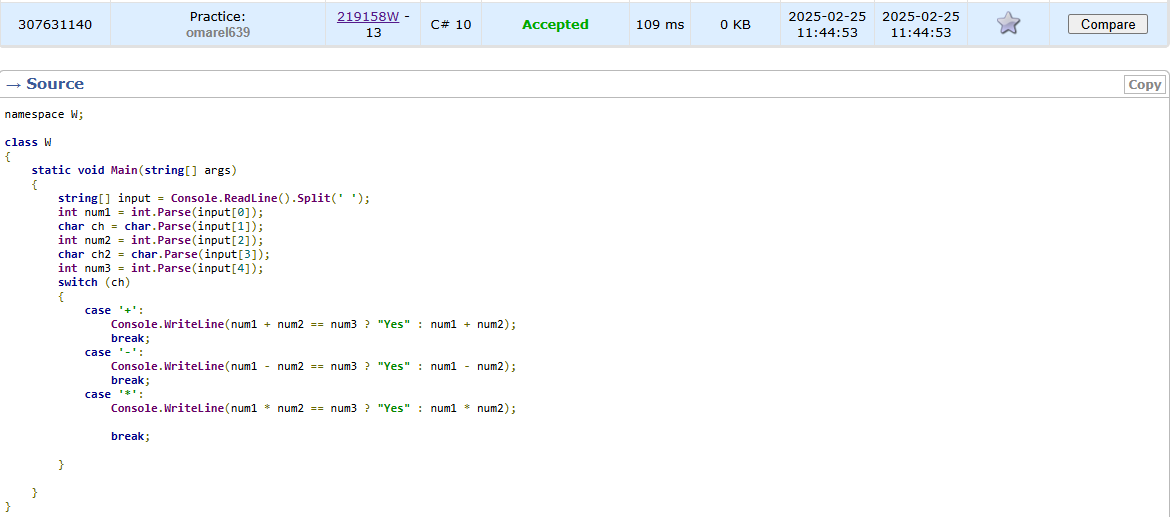 307631140 Practice: omarel639 219158W - 13 C# 10 Accepted 109 ms 0 KB 2025-02-25 11:44:53 2025-02-25 11:44:53 Compare
→ Source Copy
namespace W;
class W
{
    static void Main(string[] args)
    {
        string[] input = Console.ReadLine().Split(' ');
        int num1 = int.Parse(input[0]);
        char ch = char.Parse(input[1]);
        int num2 = int.Parse(input[2]);
        char ch2 = char.Parse(input[3]);
        int num3 = int.Parse(input[4]);
        switch (ch)
        {
            case '+':
                Console.WriteLine(num1 + num2 == num3 ? "Yes" : num1 + num2);
                break;
            case '-':
                Console.WriteLine(num1 - num2 == num3 ? "Yes" : num1 - num2);
                break;
            case '*':
                Console.WriteLine(num1 * num2 == num3 ? "Yes" : num1 * num2);
                break;
        }
    }
}